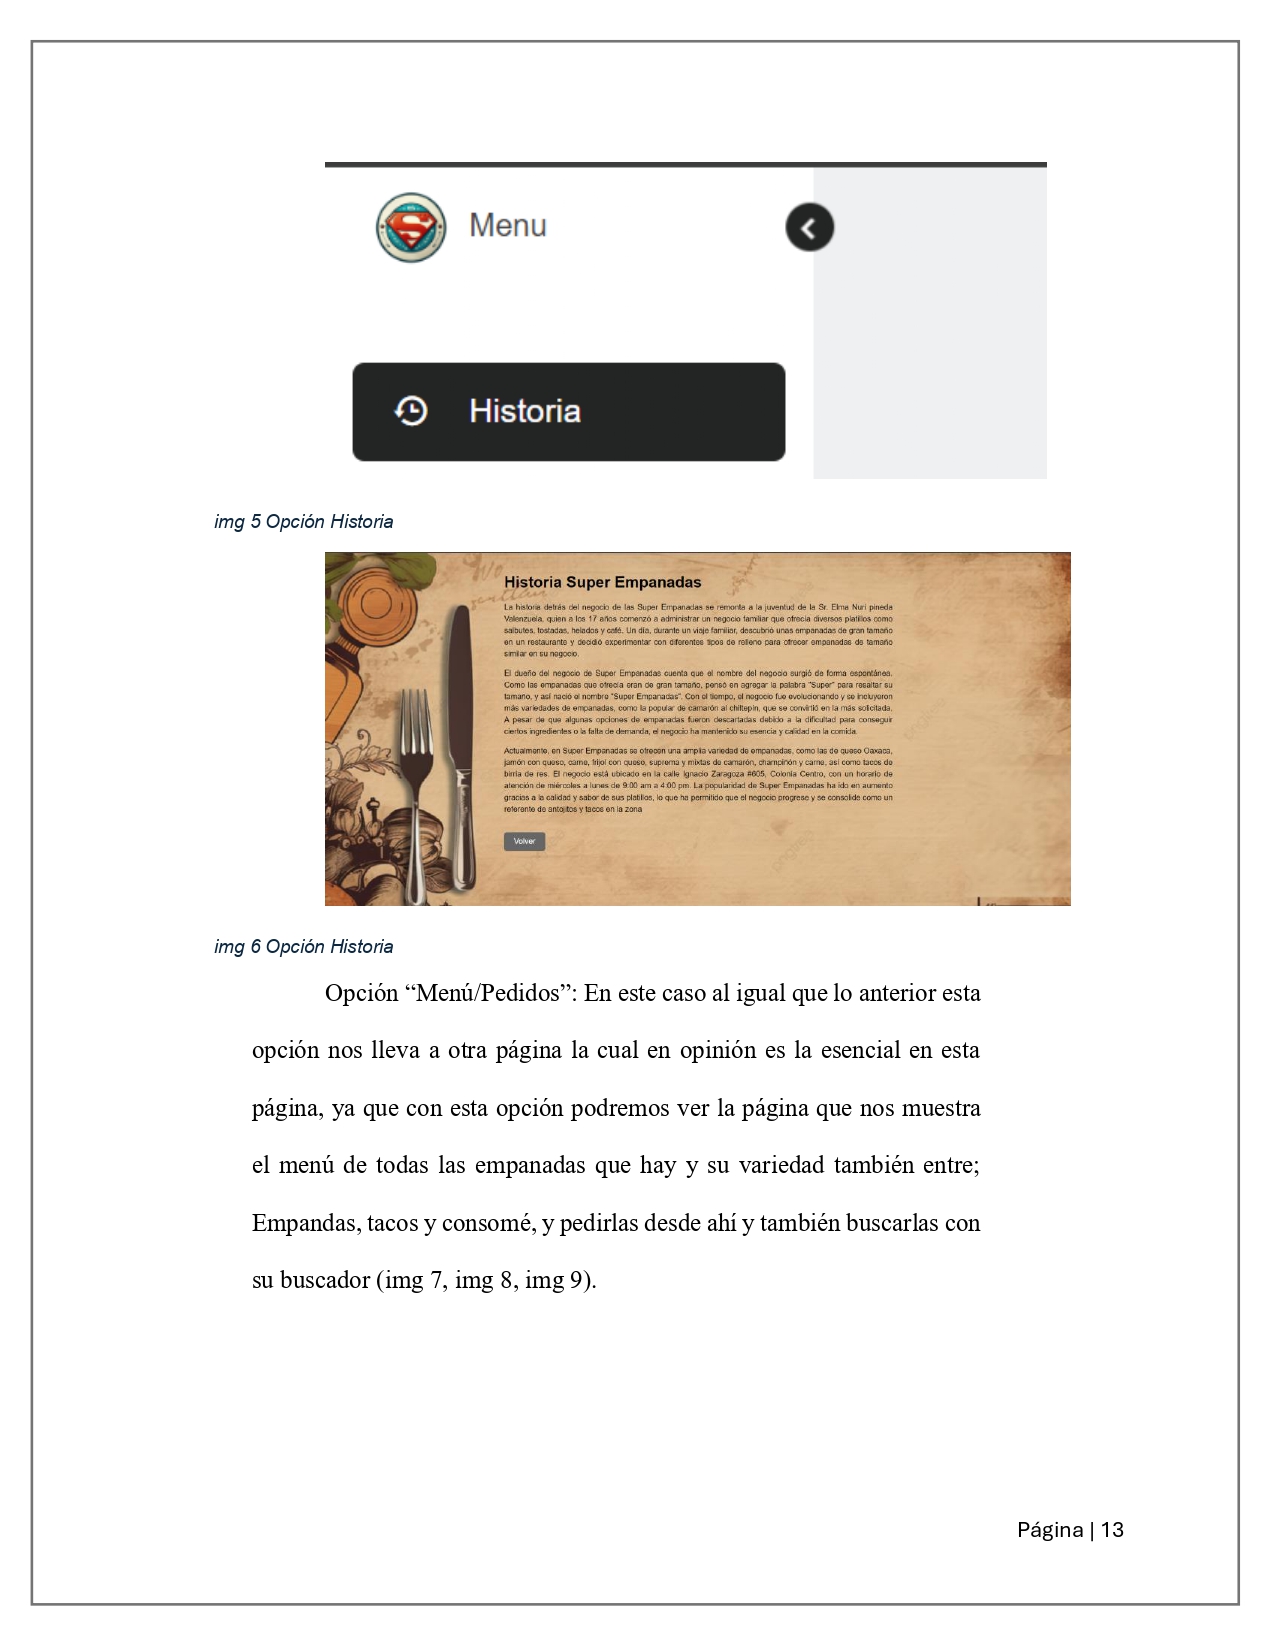 Menu
Historia
img 5 Opción Historia
Historia Super Empanadas
La historia detrás del negocio de las Super Empanadas se remonta a la juventud de la Sr. Elma Nuri pineda
Valenzuela, quien a los 17 años comenzó a administrar un negocio familiar que ofrecía diversos platillos como
salbutes, tostadas, helados y café. Un día, durante un viaje familiar, descubrió unas empanadas de gran tamaño
en un restaurante y decidió experimentar con diferentes tipos de relleno para ofrecer empanadas de tamaño
similar en su negocio.
El dueño del negocio de Super Empanadas cuenta que el nombre del negocio surgió de forma espontánea.
Como las empanadas que ofrecía eran de gran tamaño, pensó en agregar la palabra "Super" para resaltar su
tamaño, y así nació el nombre "Super Empanadas". Con el tiempo, el negocio fue evolucionando y se incluyeron
más variedades de empanadas, como la popular de camarón al chiltepin, que se convirtió en la más solicitada.
A pesar de que algunas opciones de empanadas fueron descartadas debido a la dificultad para conseguir
ciertos ingredientes o la falta de demanda, el negocio ha mantenido su esencia y calidad en la comida.
Actualmente, en Super Empanadas se ofrecen una amplia variedad de empanadas, como las de queso Oaxaca,
jamón con queso, carne, frijol con queso, suprema y mixtas de camarón, champiñón y carne, así como tacos de
birria de res. El negocio está ubicado en la calle Ignacio Zaragoza #605, Colonia Centro, con un horario de
atención de miércoles a lunes de 9:00 am a 4:00 pm. La popularidad de Super Empanadas ha ido en aumento
gracias a la calidad y sabor de sus platillos, lo que ha permitido que el negocio progrese y se consolide como un
referente de antojitos y tacos en la zona
Volver
img 6 Opción Historia
Opción “Menú/Pedidos”: En este caso al igual que lo anterior esta
opción nos lleva a otra página la cual en opinión es la esencial en esta
página, ya que con esta opción podremos ver la página que nos muestra
el menú de todas las empanadas que hay y su variedad también entre;
Empandas, tacos y consomé, y pedirlas desde ahí y también buscarlas con
su buscador (img 7, img 8, img 9).
Página | 13